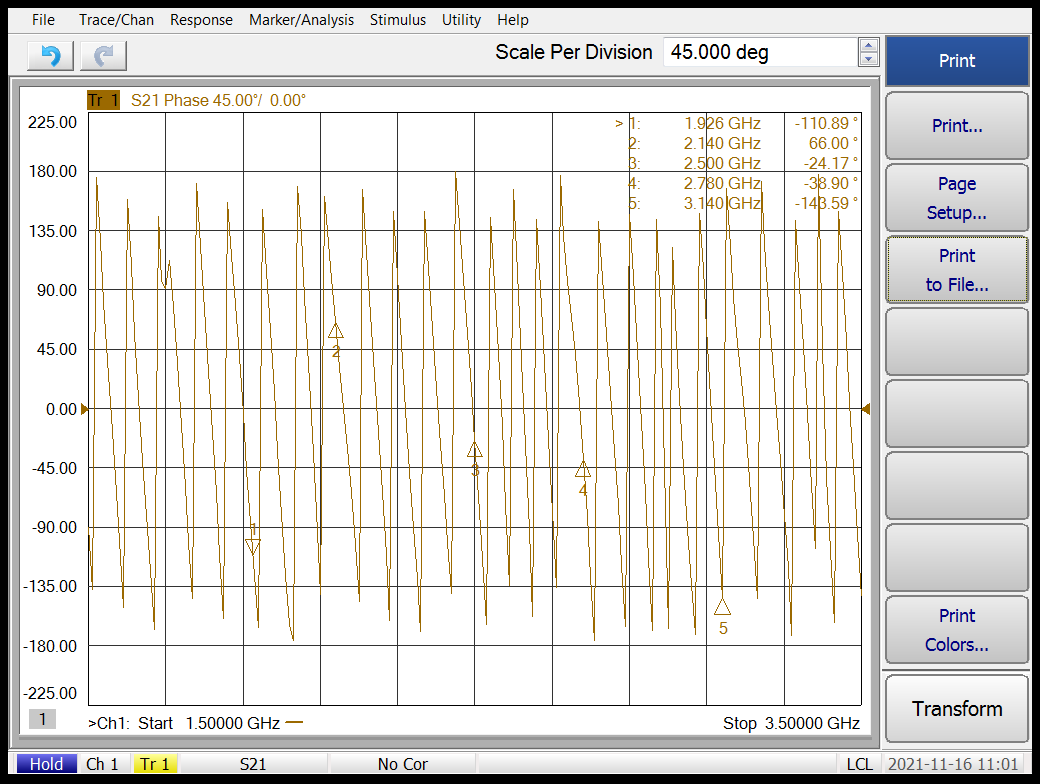 File Trace/Chan Response Marker/Analysis Stimulus Utility Help
Scale Per Division 45.000 deg
Print
Tr 1 S21 Phase 45.00°/ 0.00°
225.00
180.00
135.00
90.00
45.00
0.00
-45.00
-90.00
-135.00
-180.00
-225.00
> 1: 1.926 GHz -110.89 °
2: 2.140 GHz 66.00 °
3: 2.500 GHz -24.17 °
4: 2.780 GHz -38.90 °
5: 3.140 GHz -143.59 °
1
2
3
4
5
1
>Ch1: Start 1.50000 GHz
Stop 3.50000 GHz
Print...
Page
Setup...
Print
to File...
Print
Colors...
Transform
Hold Ch 1 Tr 1 S21 No Cor LCL 2021-11-16 11:01